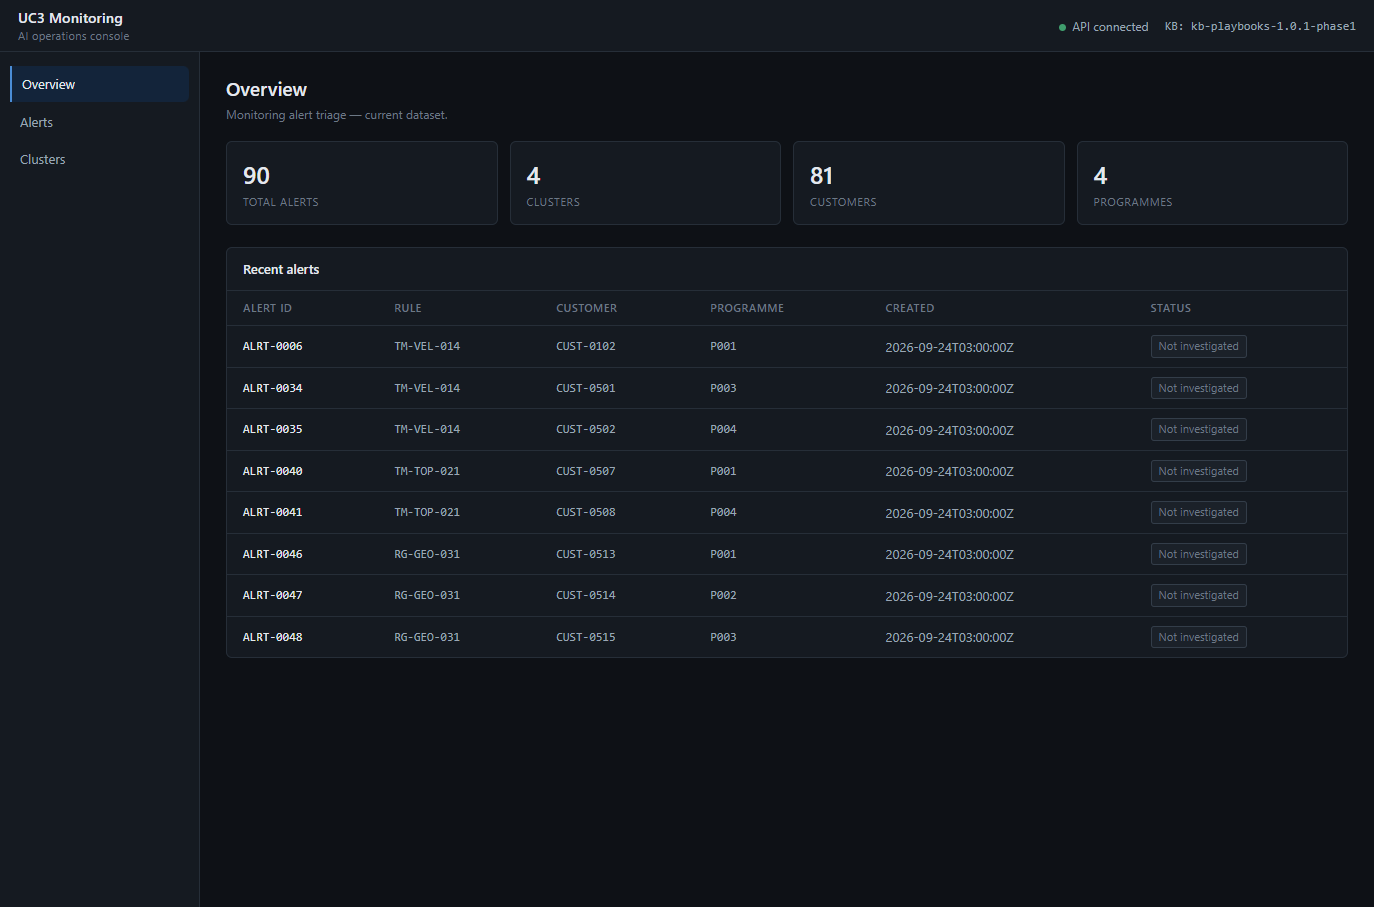 UC3 Monitoring
AI operations console
API connected KB: kb-playbooks-1.0.1-phase1
Overview
Alerts
Clusters
Overview
Monitoring alert triage — current dataset.
90
TOTAL ALERTS
4
CLUSTERS
81
CUSTOMERS
4
PROGRAMMES
Recent alerts
ALERT ID RULE CUSTOMER PROGRAMME CREATED STATUS
ALRT-0006 TM-VEL-014 CUST-0102 P001 2026-09-24T03:00:00Z Not investigated
ALRT-0034 TM-VEL-014 CUST-0501 P003 2026-09-24T03:00:00Z Not investigated
ALRT-0035 TM-VEL-014 CUST-0502 P004 2026-09-24T03:00:00Z Not investigated
ALRT-0040 TM-TOP-021 CUST-0507 P001 2026-09-24T03:00:00Z Not investigated
ALRT-0041 TM-TOP-021 CUST-0508 P004 2026-09-24T03:00:00Z Not investigated
ALRT-0046 RG-GEO-031 CUST-0513 P001 2026-09-24T03:00:00Z Not investigated
ALRT-0047 RG-GEO-031 CUST-0514 P002 2026-09-24T03:00:00Z Not investigated
ALRT-0048 RG-GEO-031 CUST-0515 P003 2026-09-24T03:00:00Z Not investigated